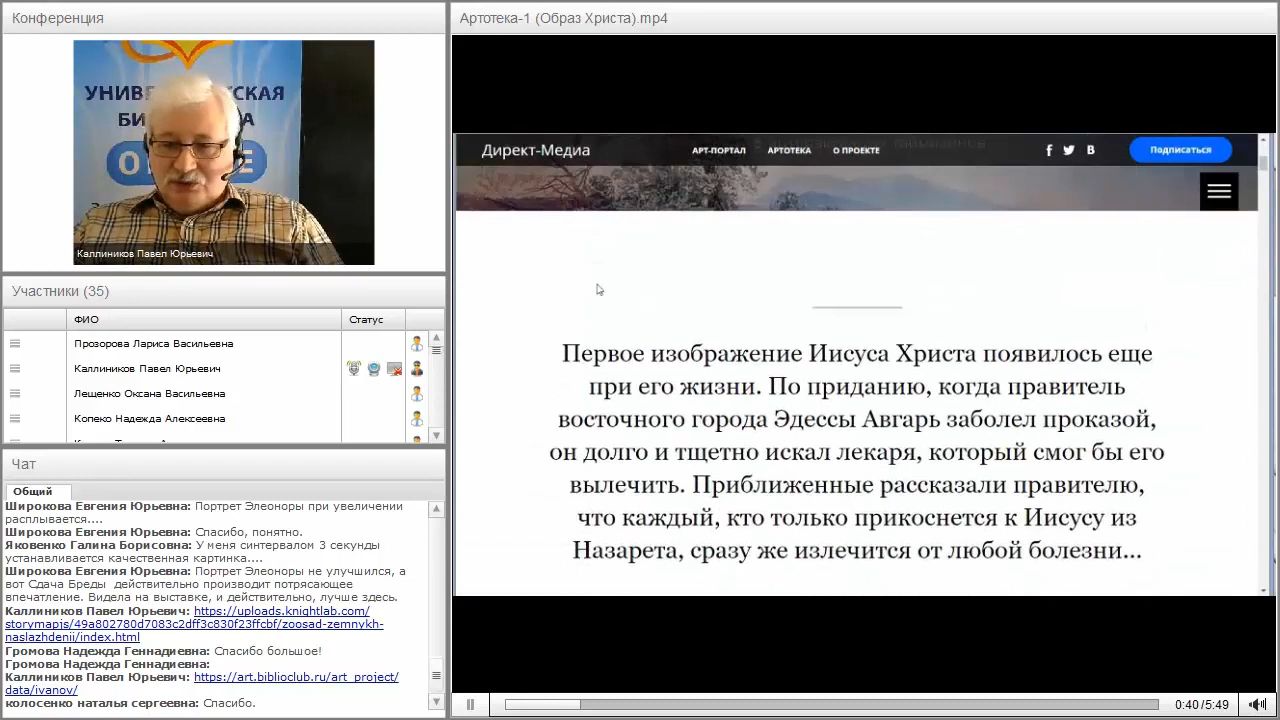 Конференция
УНИВЕ
СКАЯ
БИ
А
О
Е
Каллиников Павел Юрьевич
Участники (35)
ФИО
Статус
Прозорова Лариса Васильевна
Каллиников Павел Юрьевич
Лещенко Оксана Васильевна
Копеко Надежда Алексеевна
Чат
Общий
Широкова Евгения Юрьевна: Портрет Элеоноры при увеличении
расплывается....
Широкова Евгения Юрьевна: Спасибо, понятно.
Яковенко Галина Борисовна: У меня синтервалом 3 секунды
устанавливается качественная картинка....
Широкова Евгения Юрьевна: Портрет Элеоноры не улучшился, а
вот Сдача Бреды действительно производит потрясающее
впечатление. Видела на выставке, и действительно, лучше здесь.
Каллиников Павел Юрьевич: https://uploads.knightlab.com/
storymapjs/49a802780d7083c2dff3c830f23ffcbf/zoosad-zemnykh-
naslazhdenii/index.html
Громова Надежда Геннадиевна: Спасибо большое!
Громова Надежда Геннадиевна:
Каллиников Павел Юрьевич: https://art.biblioclub.ru/art_project/
data/ivanov/
колосенко наталья сергеевна: Спасибо.
Артотека-1 (Образ Христа).mp4
Директ-Медиа
АРТ-ПОРТАЛ АРТОТЕКА О ПРОЕКТЕ
f В Подписаться
Первое изображение Иисуса Христа появилось еще
при его жизни. По приданию, когда правитель
восточного города Эдессы Авгарь заболел проказой,
он долго и тщетно искал лекаря, который смог бы его
вылечить. Приближенные рассказали правителю,
что каждый, кто только прикоснется к Иисусу из
Назарета, сразу же излечится от любой болезни...
0:40/5:49